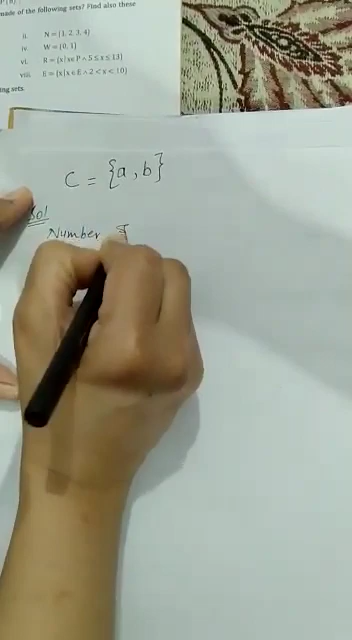 made of the following sets? Find also these
ii. N = {1, 2, 3, 4}
iv. W = {0, 1}
vi. R = {x|x∈P ∧ 5 ≤ x ≤ 13}
viii. E = {x|x∈E ∧ 2 < x < 10}
ing sets
C = {a, b}
Sol
Number